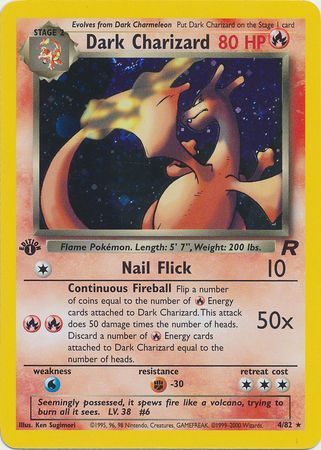 Evolves from Dark Charmeleon Put Dark Charizard on the Stage 1 card
STAGE 2
Dark Charizard 80 HP
EDITION
1
Flame Pokémon. Length: 5' 7", Weight: 200 lbs.
R
Nail Flick 10
Continuous Fireball Flip a number
of coins equal to the number of Energy
cards attached to Dark Charizard. This attack
does 50 damage times the number of heads.
Discard a number of Energy cards
attached to Dark Charizard equal to the
number of heads.
50x
weakness resistance retreat cost
-30
Seemingly possessed, it spews fire like a volcano, trying to
burn all it sees. LV. 38 #6
Illus. Ken Sugimori ©1995, 96, 98 Nintendo, Creatures, GAMEFREAK. ©1999-2000 Wizards. 4/82 ★